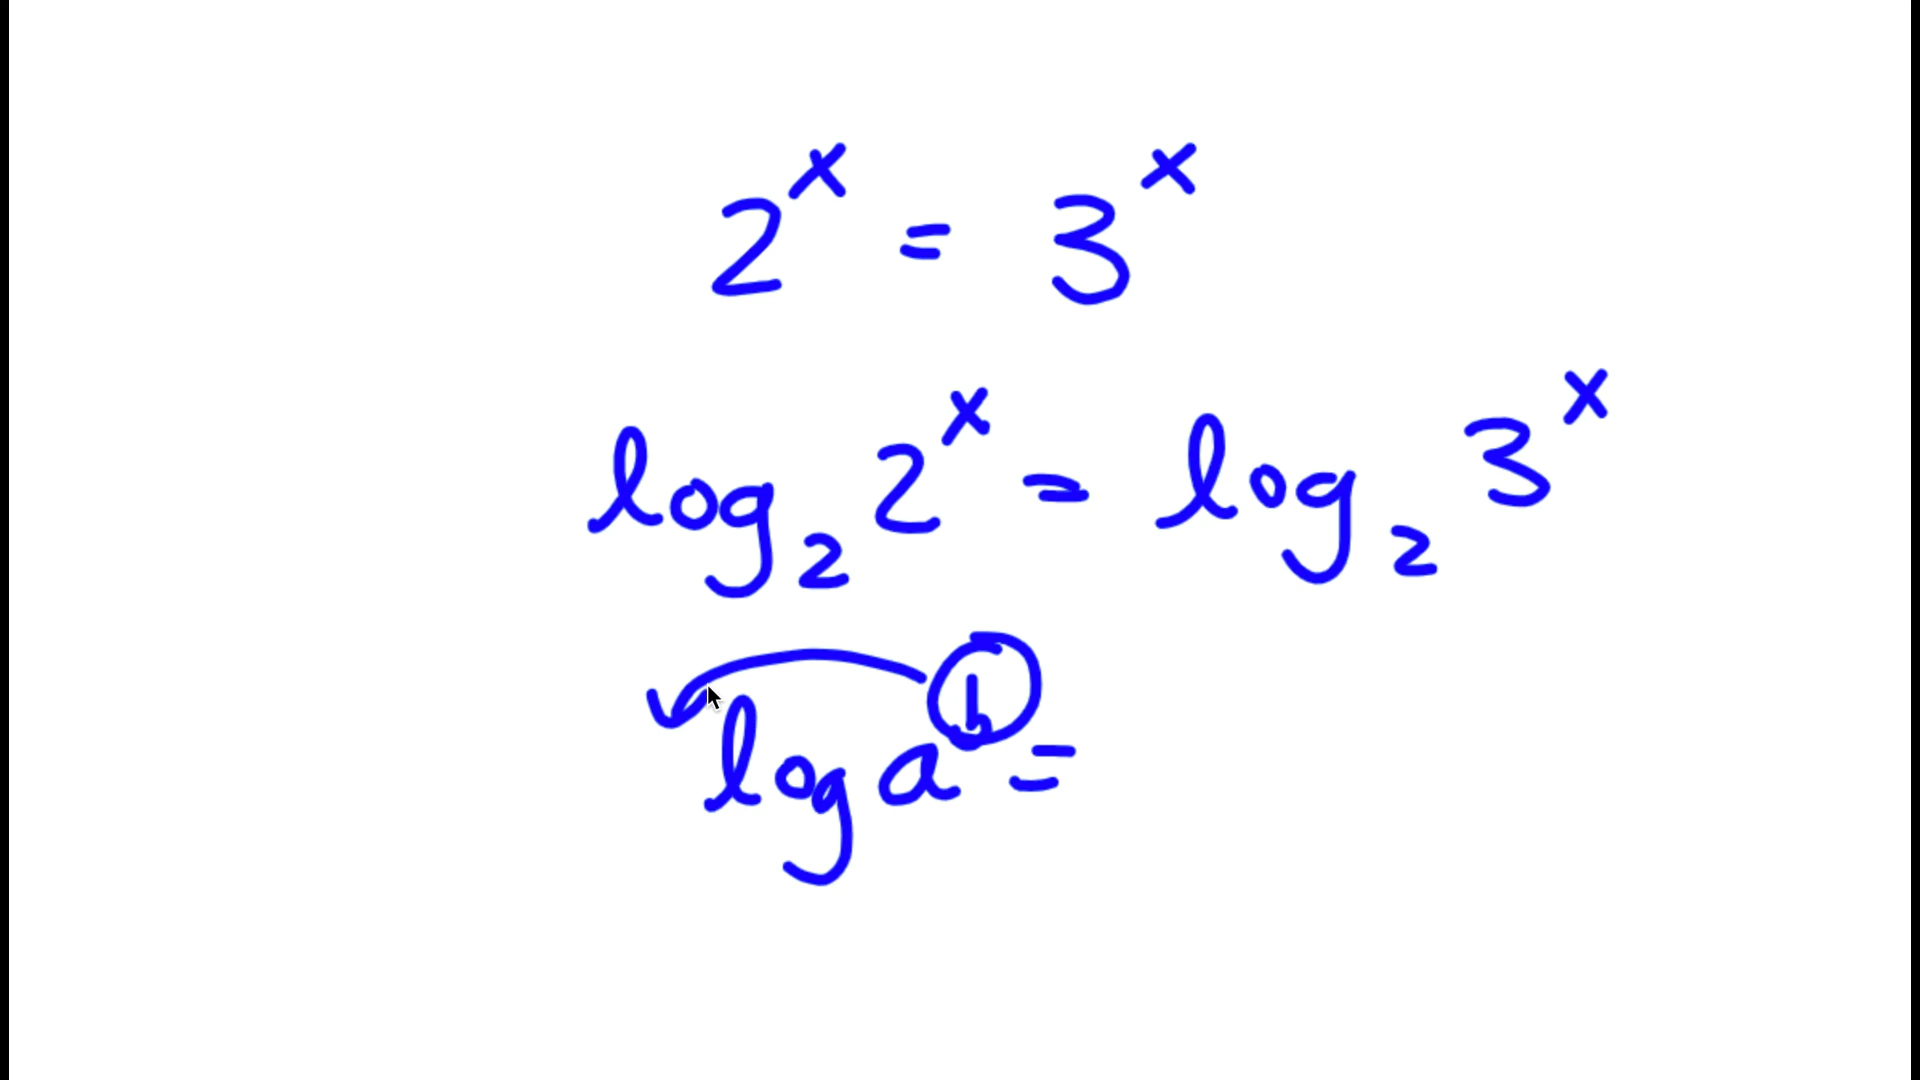 2^x = 3^x
log_2 2^x = log_2 3^x
log a^b =